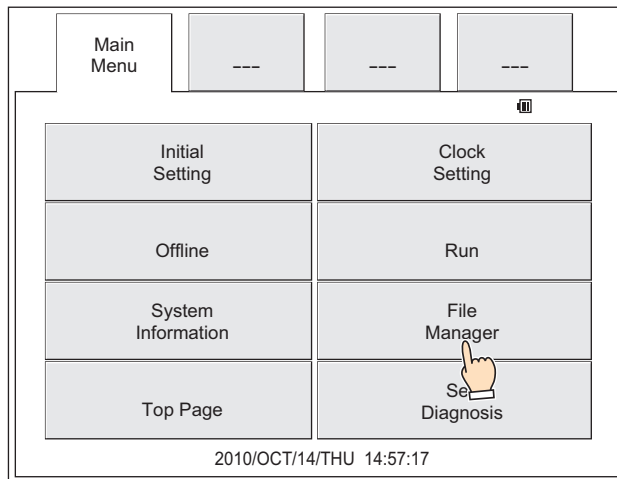 Main
Menu
---
---
---
Initial
Setting
Clock
Setting
Offline
Run
System
Information
File
Manager
Top Page
Diagnosis
2010/OCT/14/THU 14:57:17